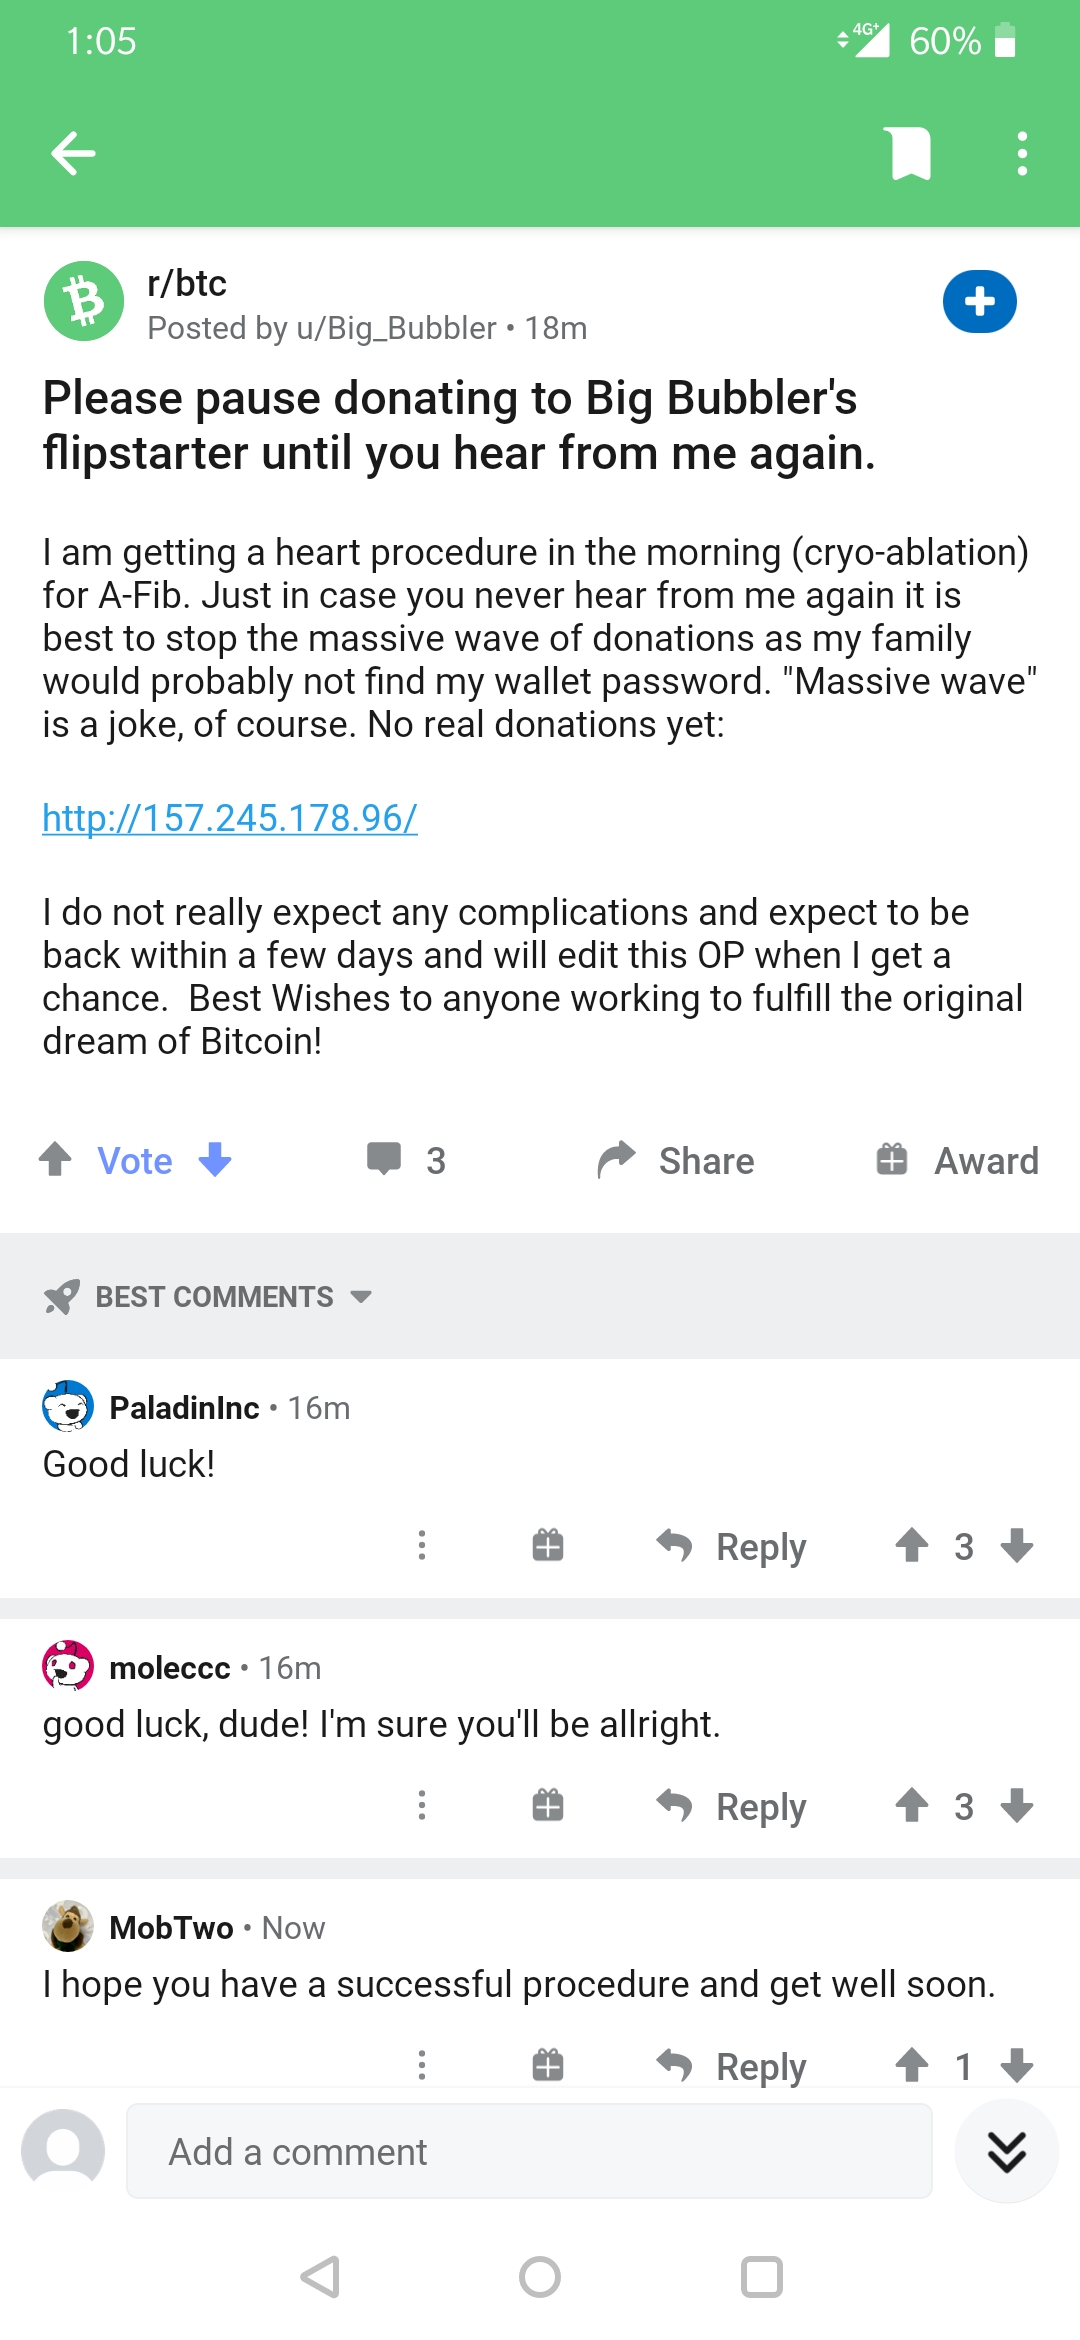 1:05
4G+ 60%
r/btc
Posted by u/Big_Bubbler • 18m
Please pause donating to Big Bubbler's
flipstarter until you hear from me again.
I am getting a heart procedure in the morning (cryo-ablation)
for A-Fib. Just in case you never hear from me again it is
best to stop the massive wave of donations as my family
would probably not find my wallet password. "Massive wave"
is a joke, of course. No real donations yet:
http://157.245.178.96/
I do not really expect any complications and expect to be
back within a few days and will edit this OP when I get a
chance.  Best Wishes to anyone working to fulfill the original
dream of Bitcoin!
Vote 3 Share Award
BEST COMMENTS
PaladinInc • 16m
Good luck!
Reply 3
moleccc • 16m
good luck, dude! I'm sure you'll be allright.
Reply 3
MobTwo • Now
I hope you have a successful procedure and get well soon.
Reply 1
Add a comment